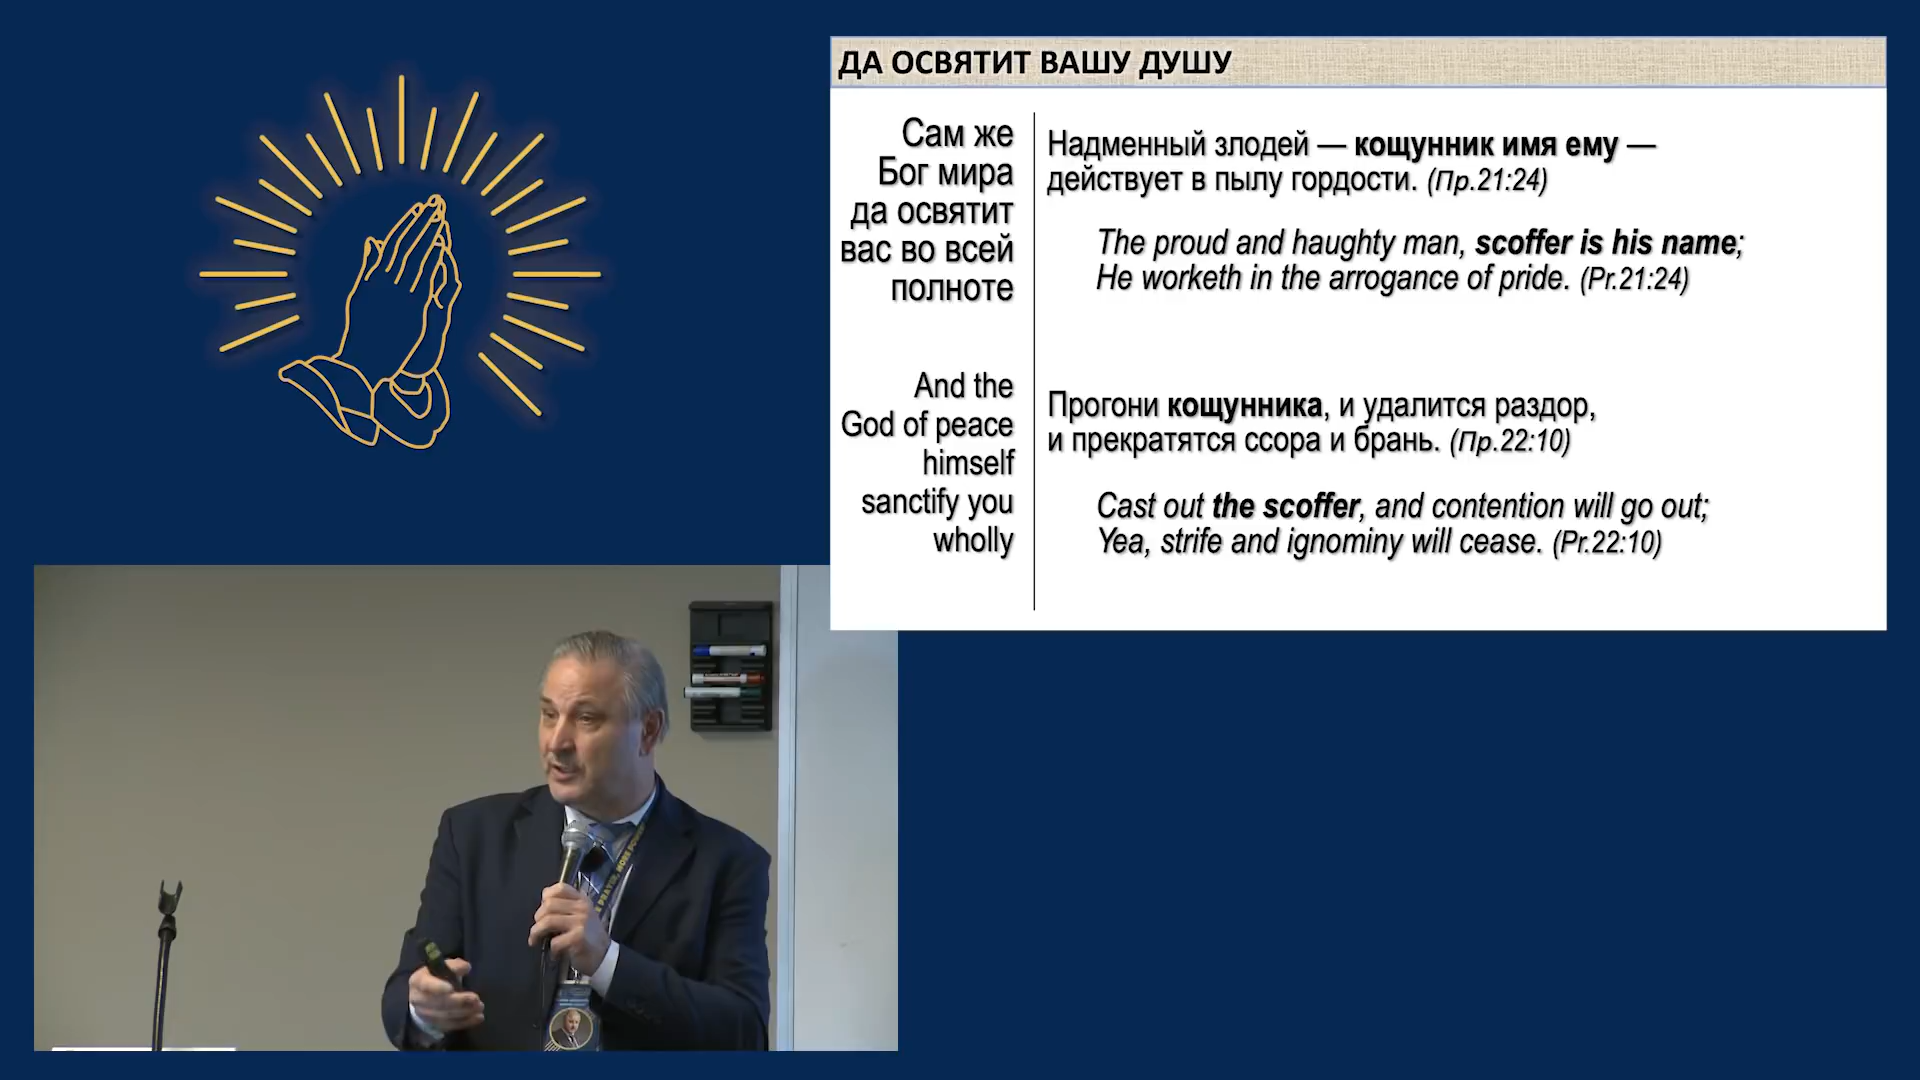 ДА ОСВЯТИТ ВАШУ ДУШУ
Сам же
Бог мира
да освятит
вас во всей
полноте
And the
God of peace
himself
sanctify you
wholly
Надменный злодей — кощунник имя ему —
действует в пылу гордости. (Пр.21:24)
The proud and haughty man, scoffer is his name;
He worketh in the arrogance of pride. (Pr.21:24)
Прогони кощунника, и удалится раздор,
и прекратятся ссора и брань. (Пр.22:10)
Cast out the scoffer, and contention will go out;
Yea, strife and ignominy will cease. (Pr.22:10)
PRAYER, MORE POWER